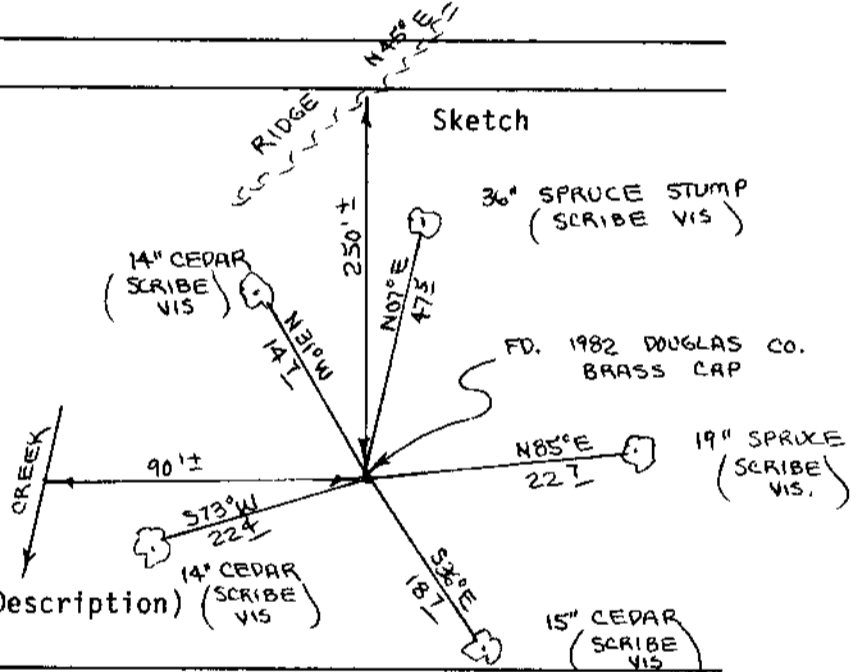 N45°E
RIDGE
Sketch
36" SPRUCE STUMP
( SCRIBE VIS )
250'±
14" CEDAR
( SCRIBE
VIS )
N07°E
47.5
N31°W
14.7
FD. 1982 DOUGLAS CO.
BRASS CAP
CREEK
90'±
N85°E
22.7
19" SPRUCE
( SCRIBE
VIS. )
S73°W
22.4
S36°E
18.7
14" CEDAR
Description) ( SCRIBE
VIS )
15" CEDAR
( SCRIBE
VIS )